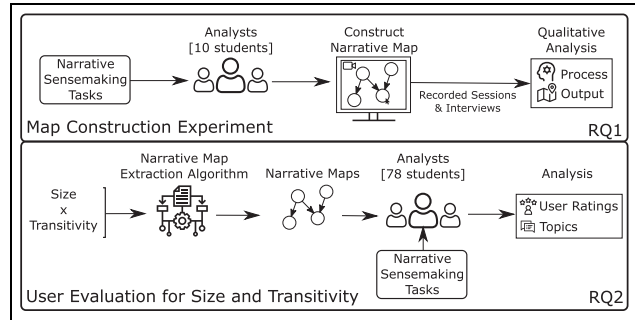 Narrative
Sensemaking
Tasks
Analysts
[10 students]
Construct
Narrative Map
Recorded Sessions
& Interviews
Qualitative
Analysis
Process
Output
Map Construction Experiment
RQ1
Size
x
Transitivity
Narrative Map
Extraction Algorithm
Narrative Maps
Analysts
[78 students]
Narrative
Sensemaking
Tasks
Analysis
User Ratings
Topics
User Evaluation for Size and Transitivity
RQ2